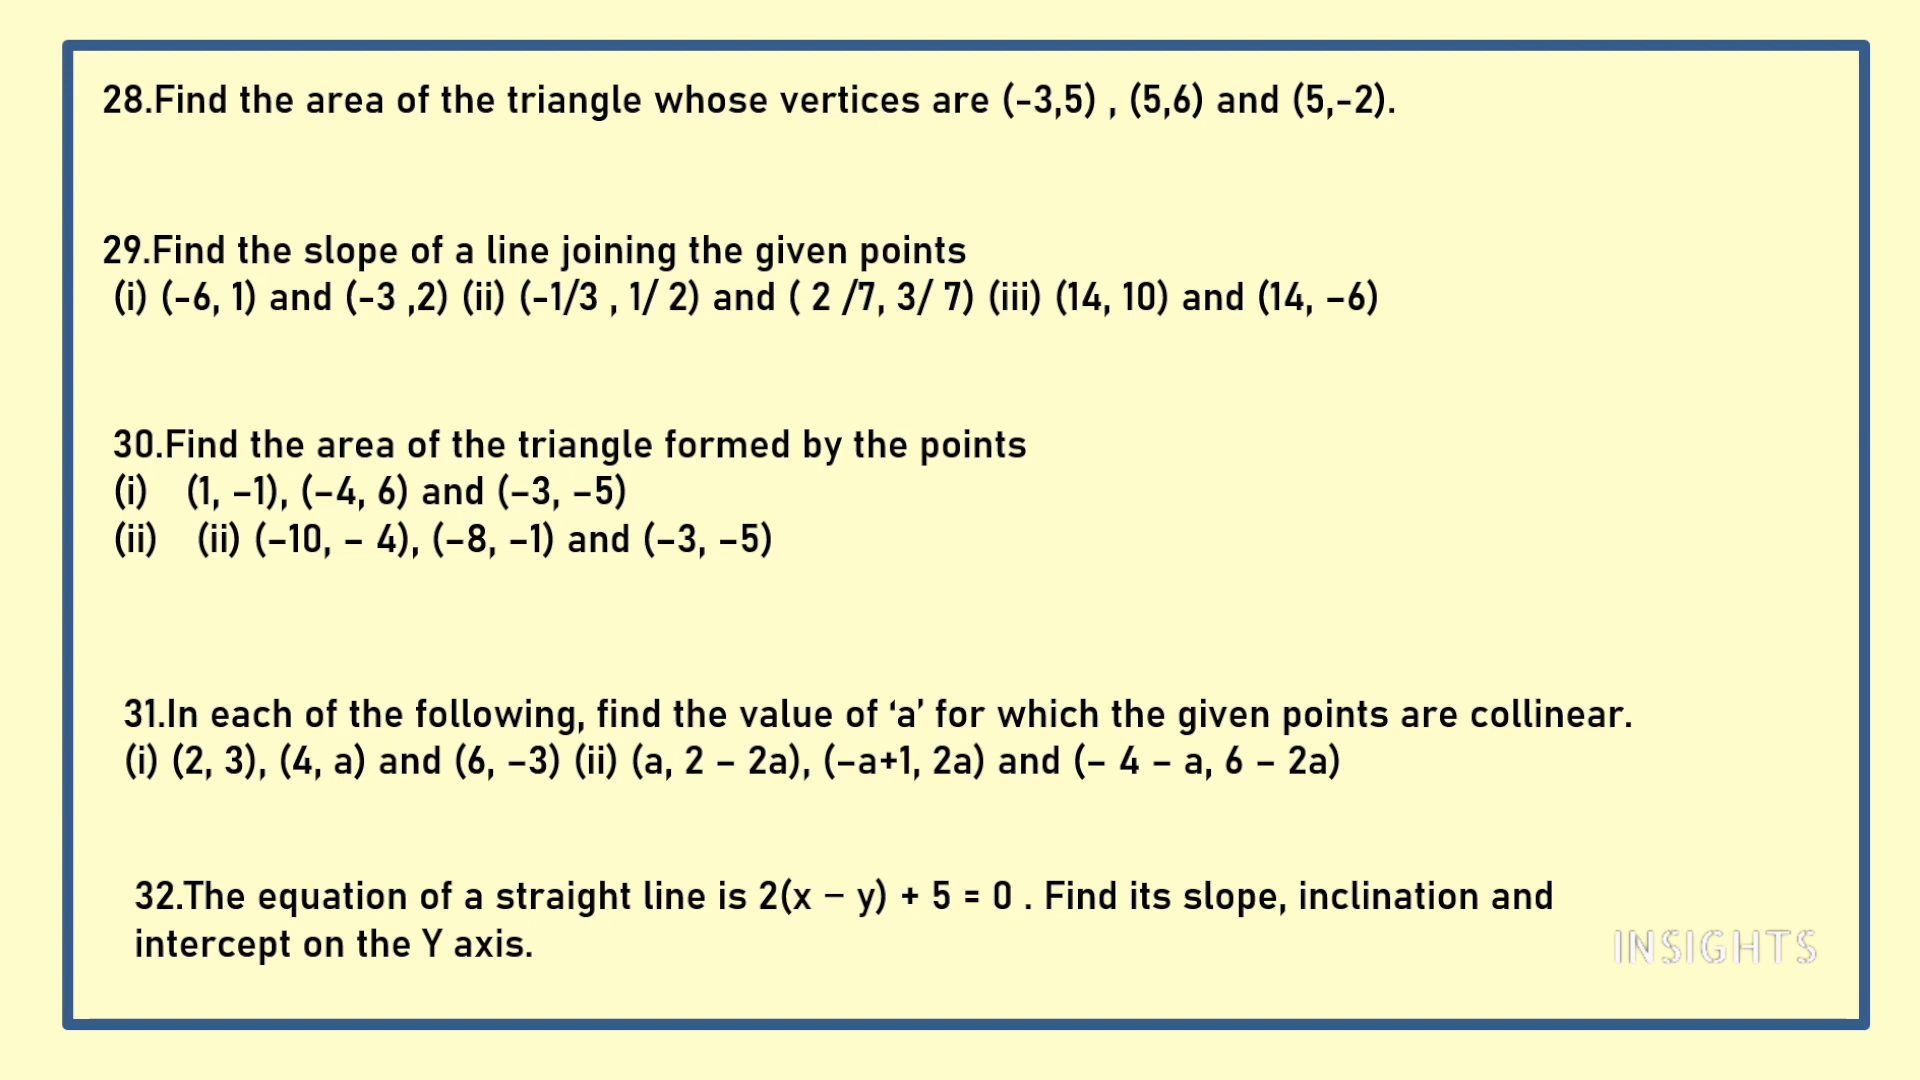 28.Find the area of the triangle whose vertices are (-3,5) , (5,6) and (5,-2).
29.Find the slope of a line joining the given points
(i) (-6, 1) and (-3 ,2) (ii) (-1/3 , 1/ 2) and ( 2 /7, 3/ 7) (iii) (14, 10) and (14, –6)
30.Find the area of the triangle formed by the points
(i) (1, –1), (–4, 6) and (–3, –5)
(ii) (ii) (–10, – 4), (–8, –1) and (–3, –5)
31.In each of the following, find the value of ‘a’ for which the given points are collinear.
(i) (2, 3), (4, a) and (6, –3) (ii) (a, 2 – 2a), (–a+1, 2a) and (– 4 – a, 6 – 2a)
32.The equation of a straight line is 2(x − y) + 5 = 0 . Find its slope, inclination and
intercept on the Y axis.
INSIGHTS